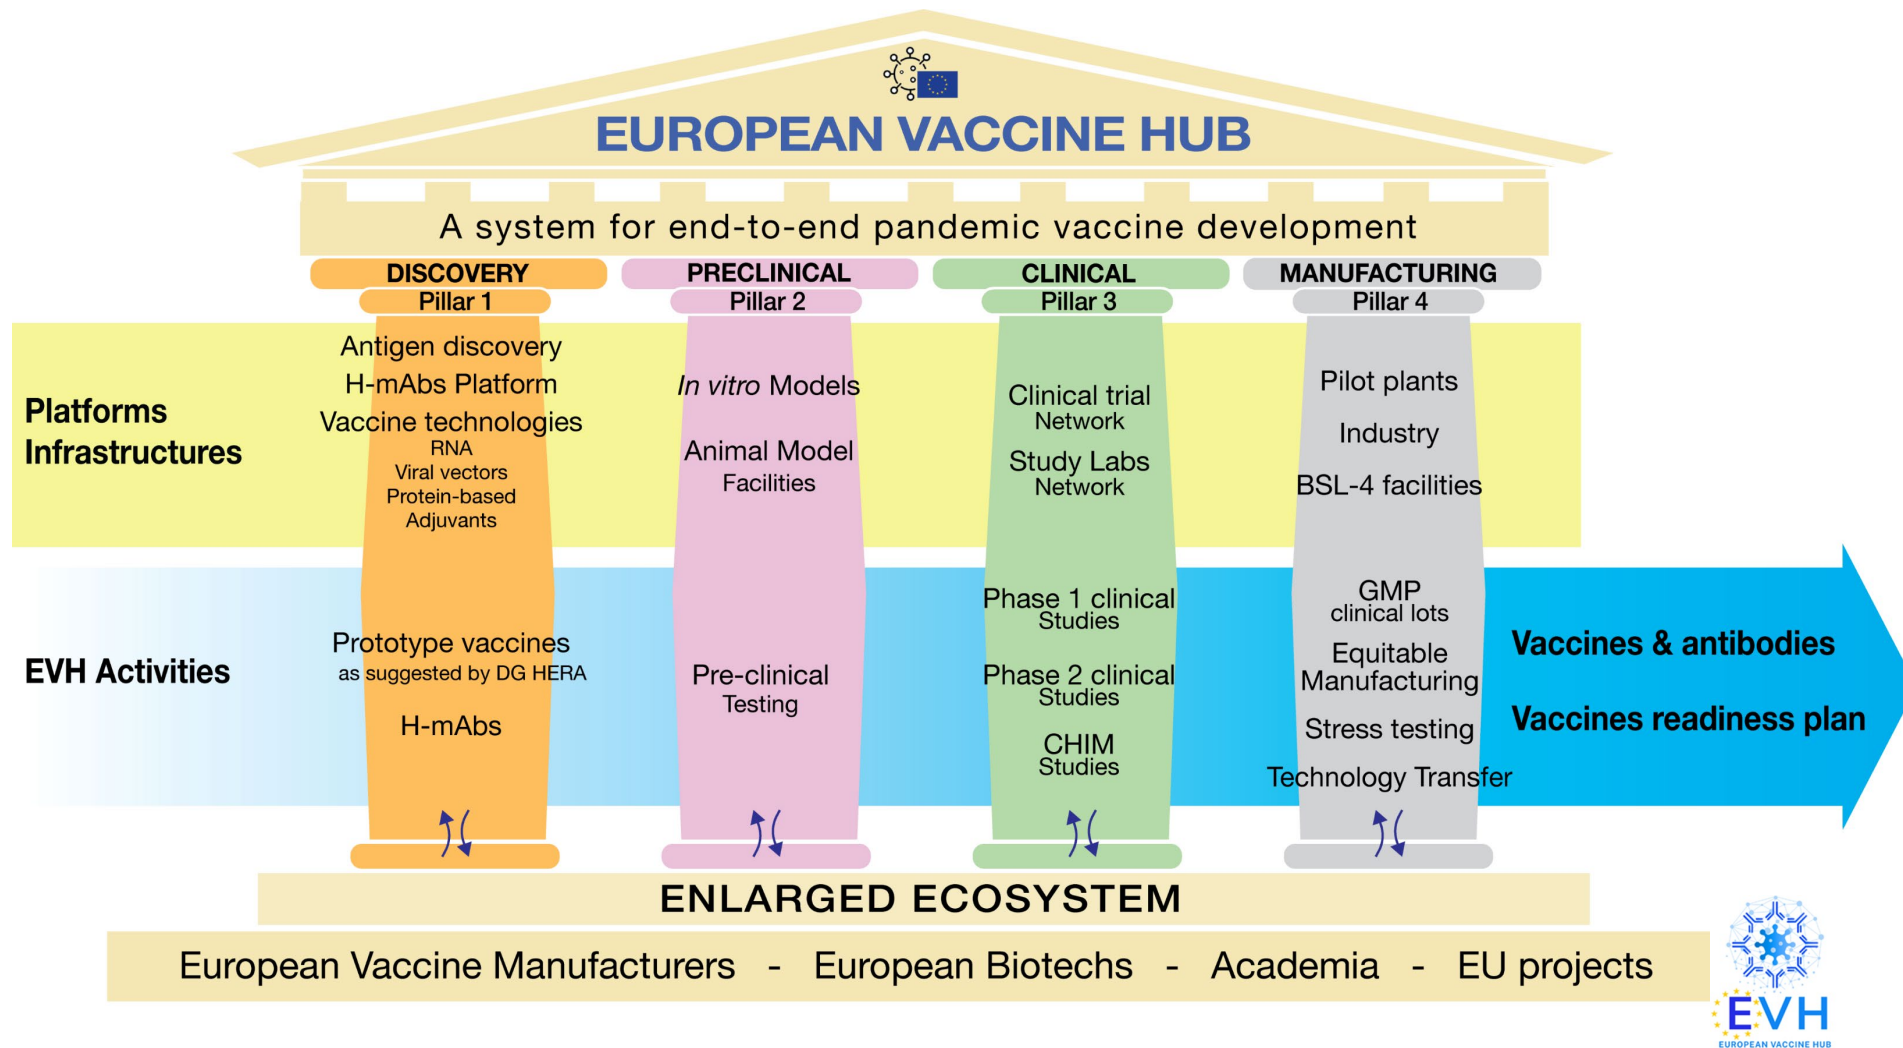 EUROPEAN VACCINE HUB
A system for end-to-end pandemic vaccine development
DISCOVERY
Pillar 1
PRECLINICAL
Pillar 2
CLINICAL
Pillar 3
MANUFACTURING
Pillar 4
Platforms
Infrastructures
Antigen discovery
H-mAbs Platform
Vaccine technologies
RNA
Viral vectors
Protein-based
Adjuvants
In vitro Models
Animal Model
Facilities
Clinical trial
Network
Study Labs
Network
Pilot plants
Industry
BSL-4 facilities
EVH Activities
Prototype vaccines
as suggested by DG HERA
H-mAbs
Pre-clinical
Testing
Phase 1 clinical
Studies
Phase 2 clinical
Studies
CHIM
Studies
GMP
clinical lots
Equitable
Manufacturing
Stress testing
Technology Transfer
Vaccines & antibodies
Vaccines readiness plan
ENLARGED ECOSYSTEM
European Vaccine Manufacturers - European Biotechs - Academia - EU projects
EVH
EUROPEAN VACCINE HUB